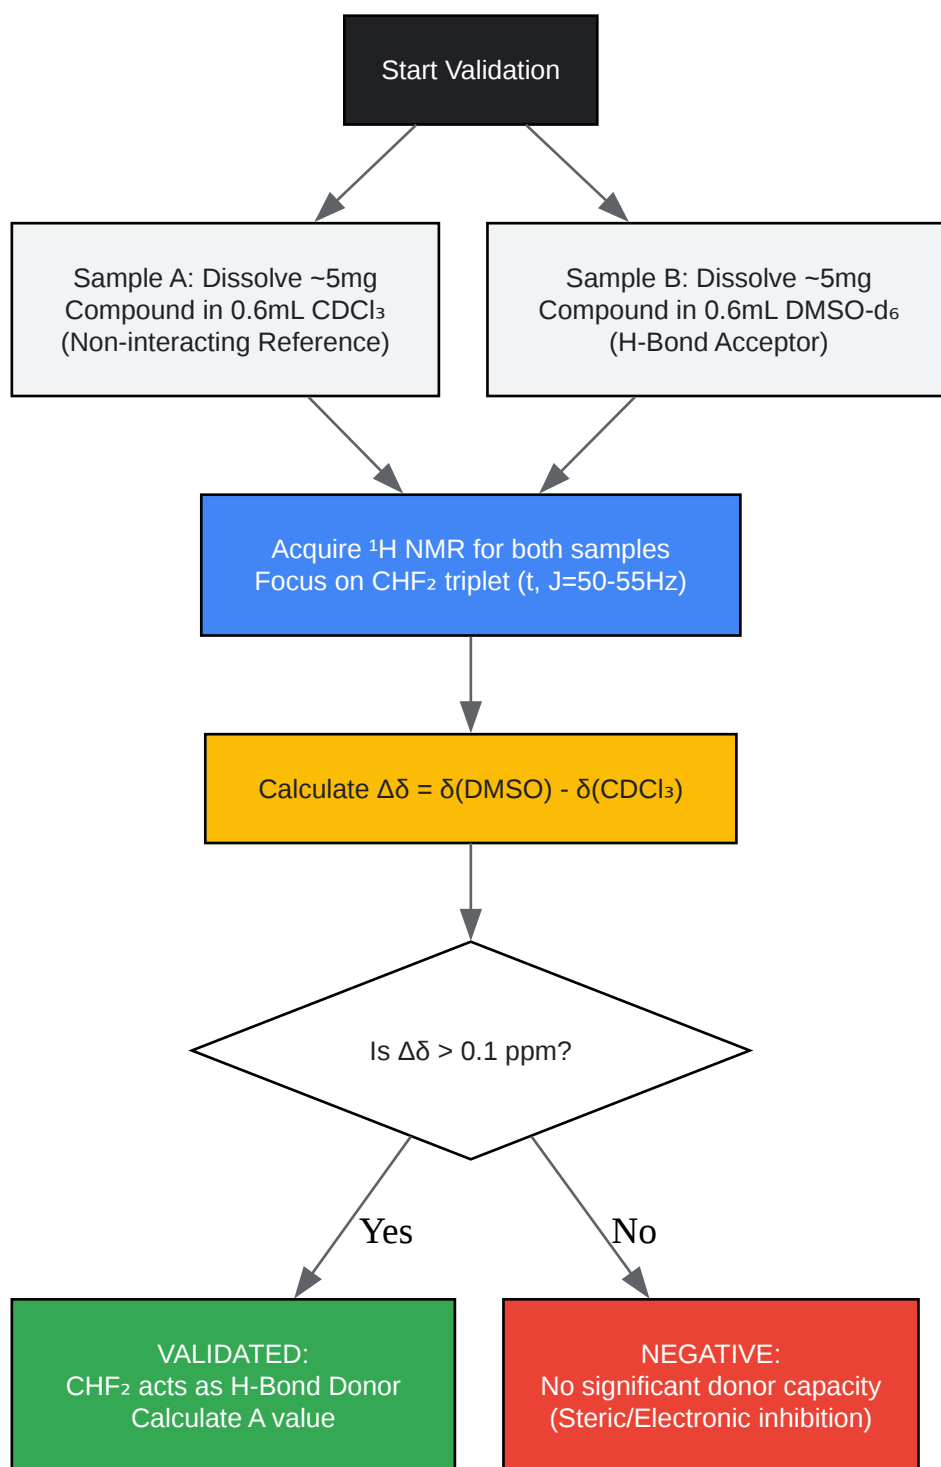 Start Validation
Sample A: Dissolve ~5mg
Compound in 0.6mL CDCl₃
(Non-interacting Reference)
Sample B: Dissolve ~5mg
Compound in 0.6mL DMSO-d₆
(H-Bond Acceptor)
Acquire ¹H NMR for both samples
Focus on CHF₂ triplet (t, J=50-55Hz)
Calculate Δδ = δ(DMSO) - δ(CDCl₃)
Is Δδ > 0.1 ppm?
Yes
No
VALIDATED:
CHF₂ acts as H-Bond Donor
Calculate A value
NEGATIVE:
No significant donor capacity
(Steric/Electronic inhibition)